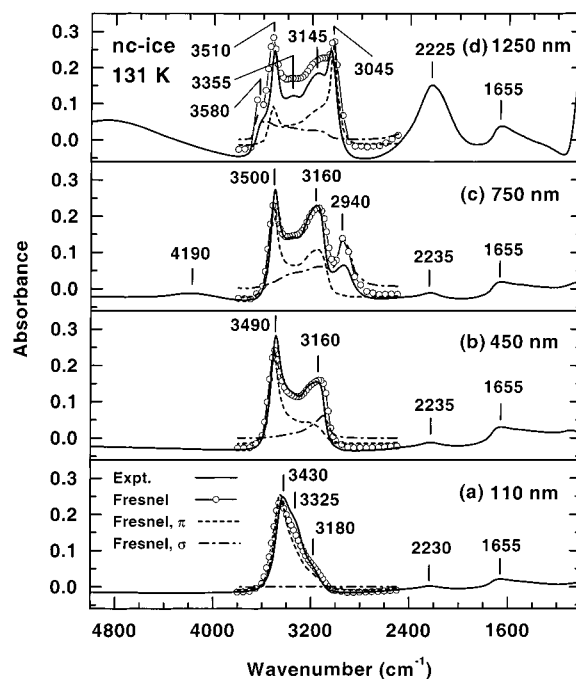 nc-ice
131 K
3510
3355
3580
3145
3045
(d) 1250 nm
2225
1655
0.3
0.2
0.1
0.0
3500
3160
2940
4190
(c) 750 nm
2235
1655
0.3
0.2
0.1
0.0
3490
3160
(b) 450 nm
2235
1655
0.3
0.2
0.1
0.0
Expt.
Fresnel
Fresnel, π
Fresnel, σ
3430
3325
3180
(a) 110 nm
2230
1655
0.3
0.2
0.1
0.0
Absorbance
4800 4000 3200 2400 1600
Wavenumber (cm⁻¹)